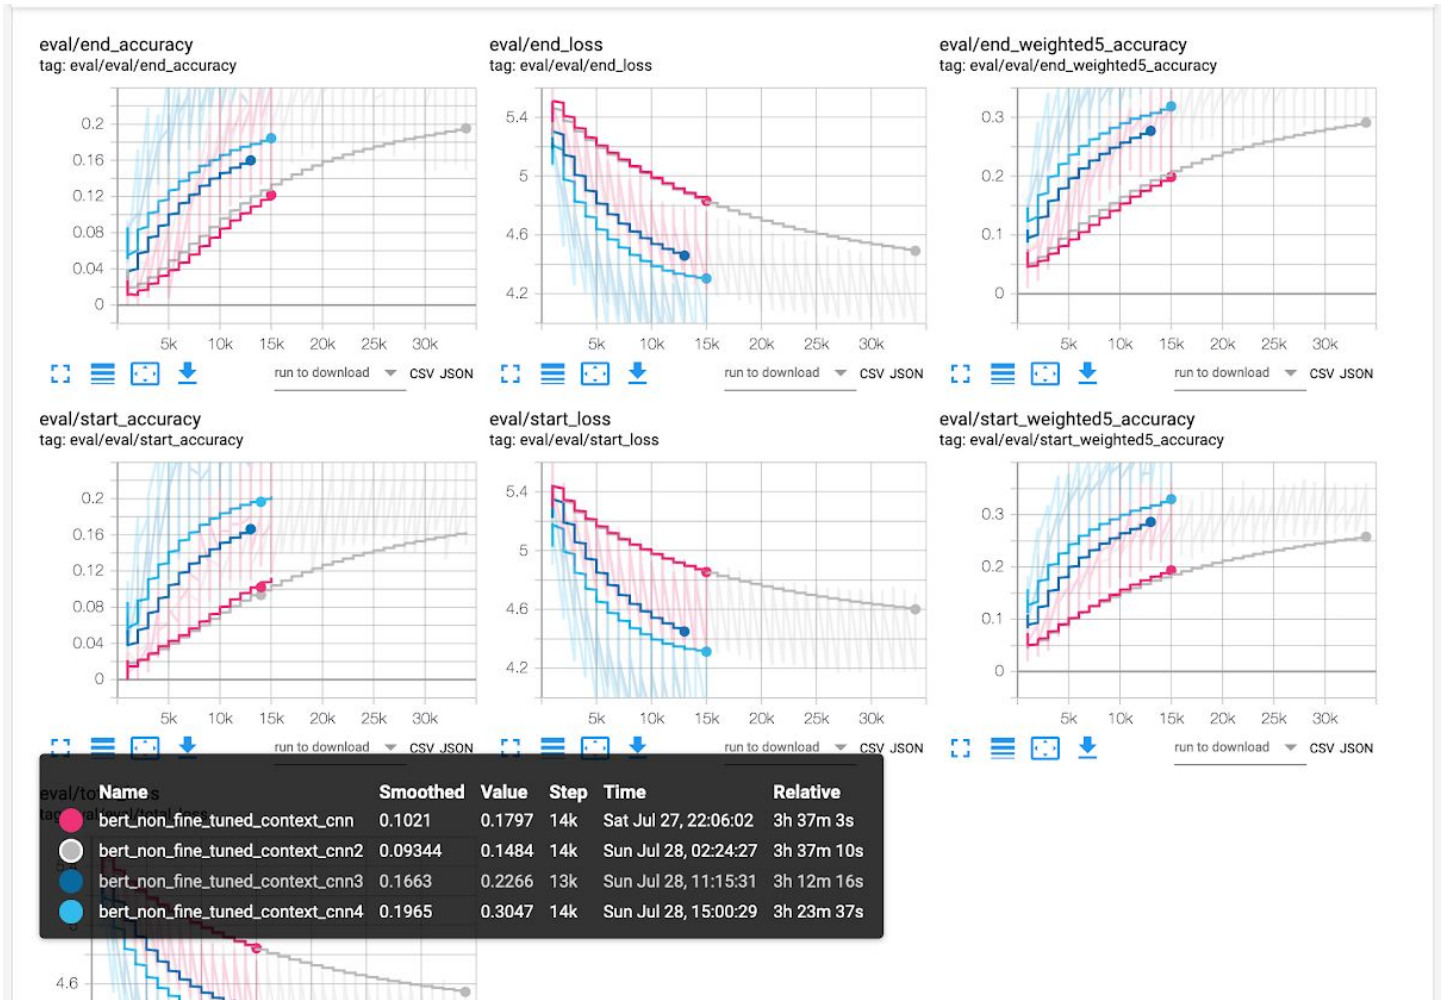 eval/end_accuracy
tag: eval/eval/end_accuracy
0.2
0.16
0.12
0.08
0.04
0
5k 10k 15k 20k 25k 30k
run to download CSV JSON
eval/end_loss
tag: eval/eval/end_loss
5.4
5
4.6
4.2
5k 10k 15k 20k 25k 30k
run to download CSV JSON
eval/end_weighted5_accuracy
tag: eval/eval/end_weighted5_accuracy
0.3
0.2
0.1
0
5k 10k 15k 20k 25k 30k
run to download CSV JSON
eval/start_accuracy
tag: eval/eval/start_accuracy
0.2
0.16
0.12
0.08
0.04
0
5k 10k 15k 20k 25k 30k
run to download CSV JSON
eval/start_loss
tag: eval/eval/start_loss
5.4
5
4.6
4.2
5k 10k 15k 20k 25k 30k
run to download CSV JSON
eval/start_weighted5_accuracy
tag: eval/eval/start_weighted5_accuracy
0.3
0.2
0.1
0
5k 10k 15k 20k 25k 30k
run to download CSV JSON
Name Smoothed Value Step Time Relative
bert_non_fine_tuned_context_cnn 0.1021 0.1797 14k Sat Jul 27, 22:06:02 3h 37m 3s
bert_non_fine_tuned_context_cnn2 0.09344 0.1484 14k Sun Jul 28, 02:24:27 3h 37m 10s
bert_non_fine_tuned_context_cnn3 0.1663 0.2266 13k Sun Jul 28, 11:15:31 3h 12m 16s
bert_non_fine_tuned_context_cnn4 0.1965 0.3047 14k Sun Jul 28, 15:00:29 3h 23m 37s
4.6